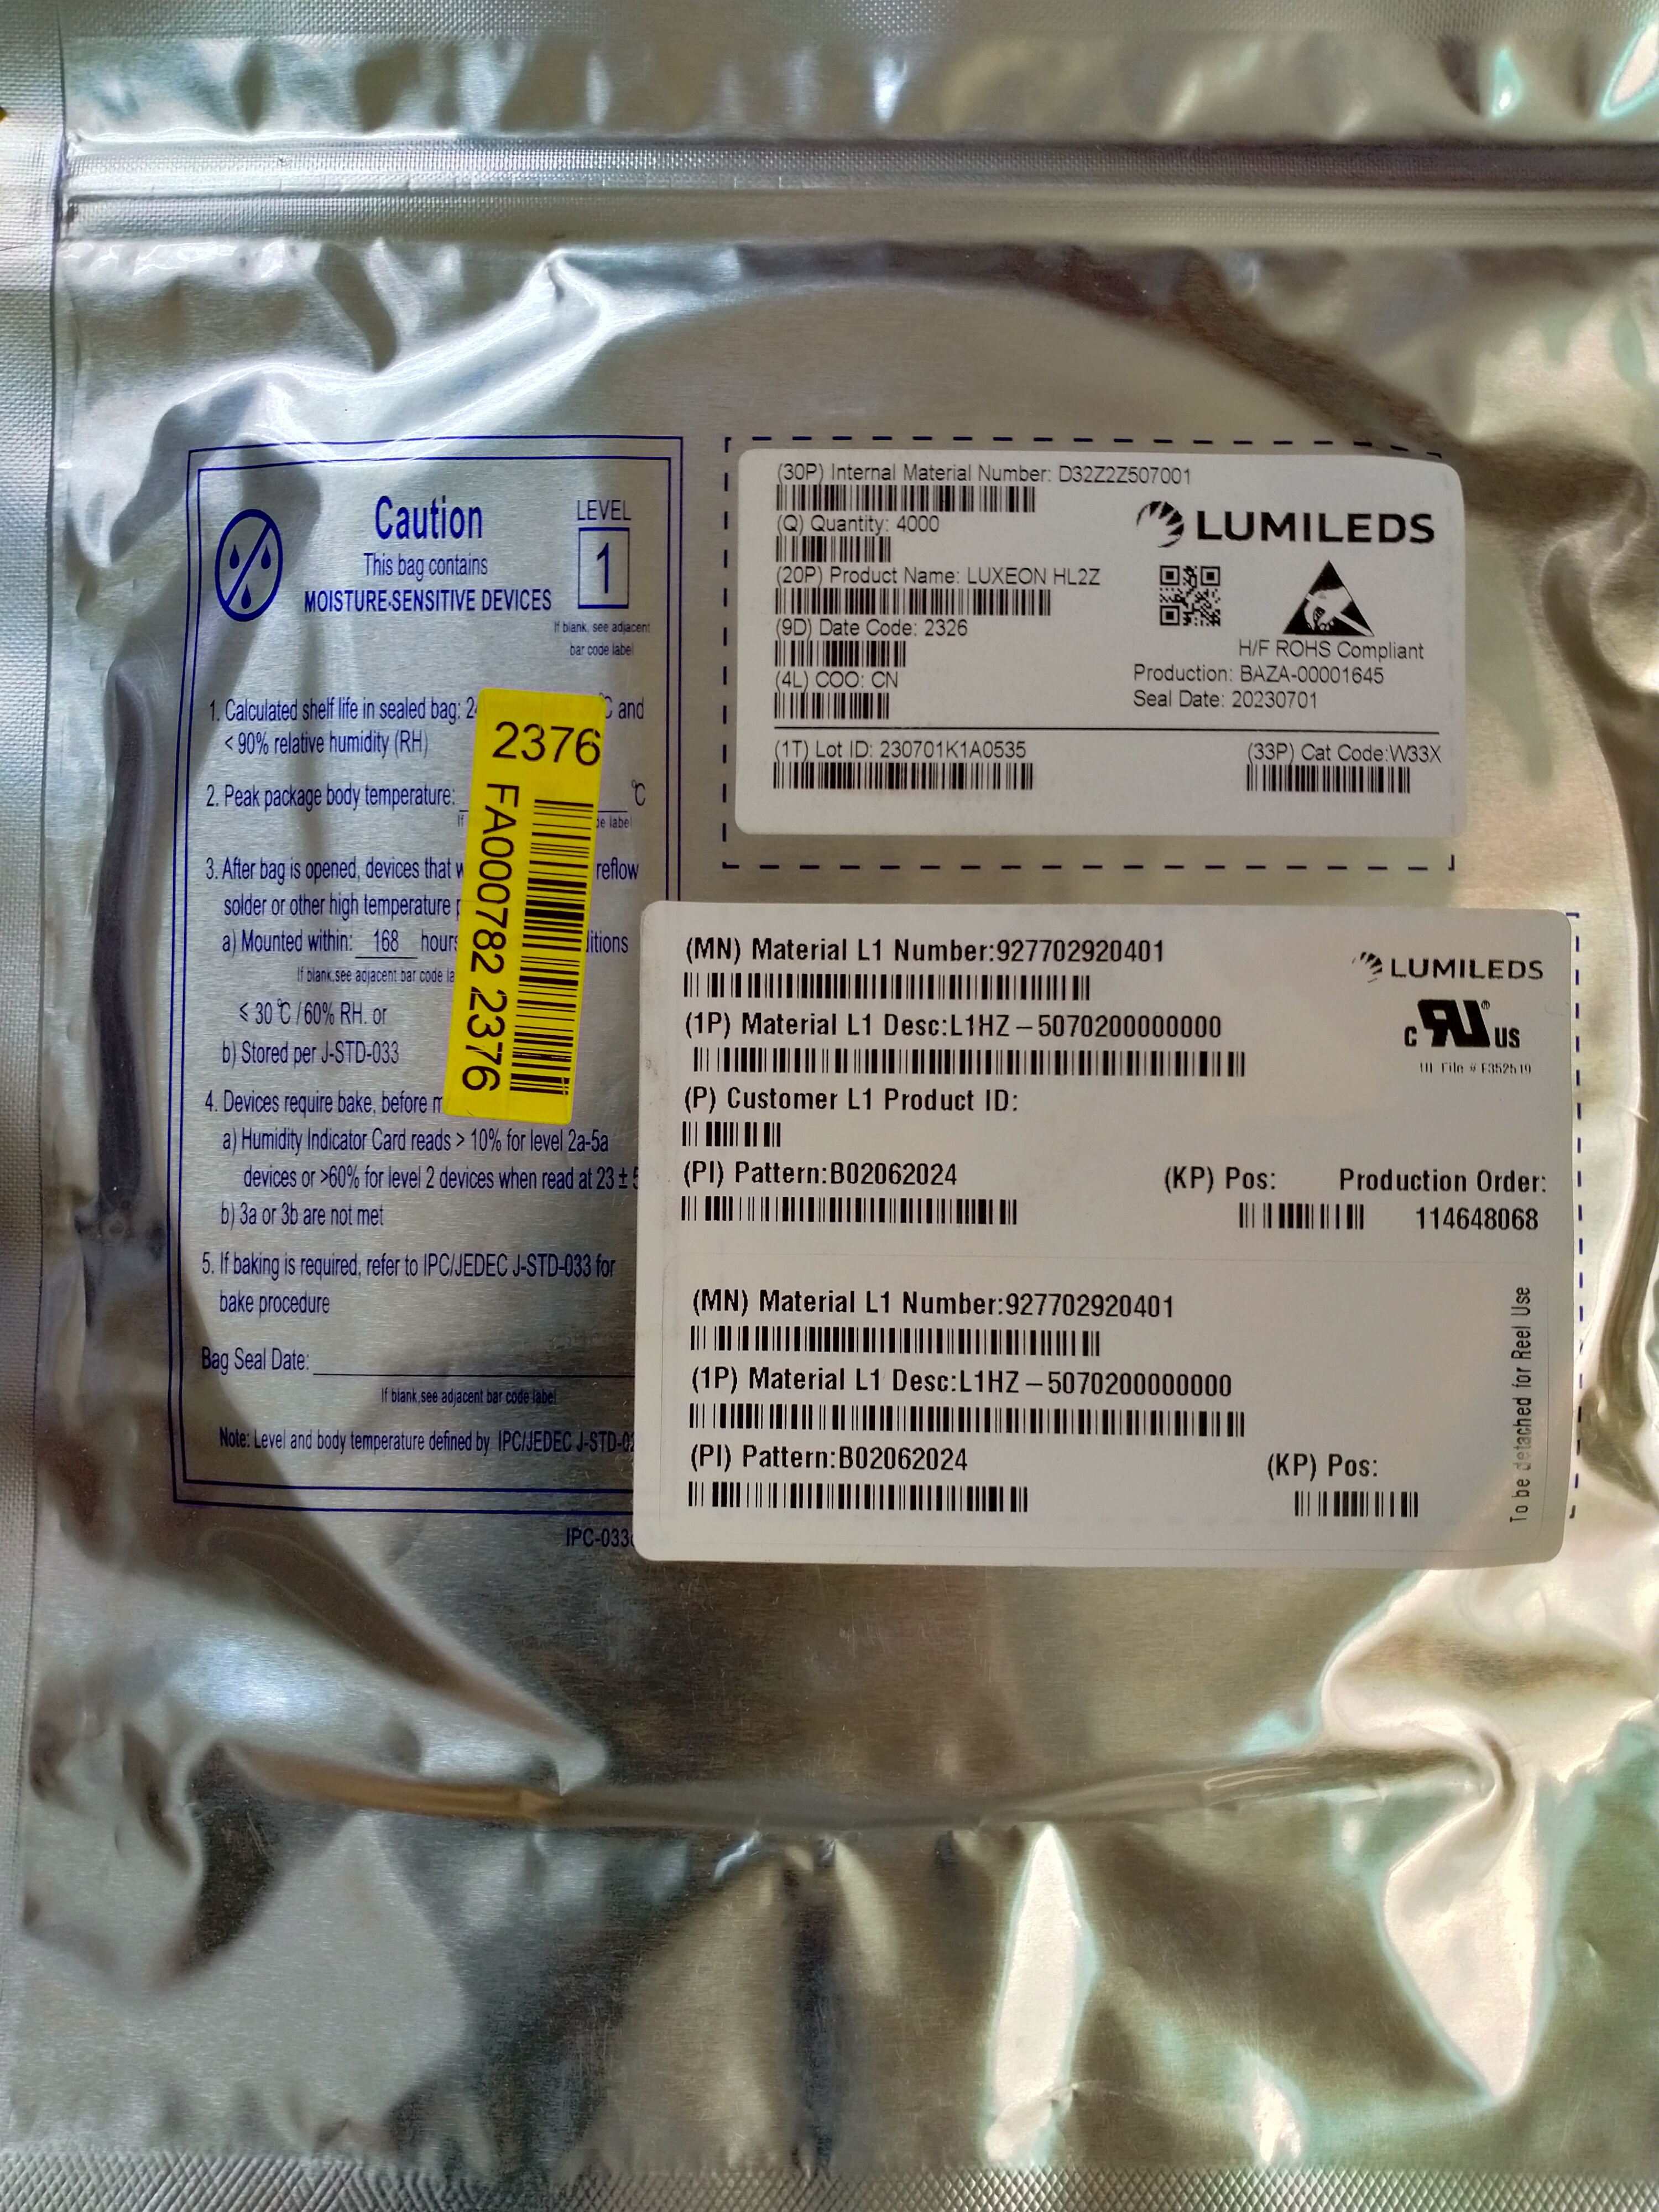 Caution
This bag contains
MOISTURE-SENSITIVE DEVICES
LEVEL
1
If blank, see adjacent
bar code label
1. Calculated shelf life in sealed bag: °C and
< 90% relative humidity (RH)
2. Peak package body temperature: °C
If label
3. After bag is opened, devices that reflow
solder or other high temperature
a) Mounted within: 168
If blank,see adjacent bar code
≤ 30℃/60% RH. or
b) Stored per J-STD-033
4. Devices require bake, before
a) Humidity Indicator Card reads > 10% for level 2a-5a
devices or >60% for level 2 devices when read at 23 ±
b) 3a or 3b are not met
5. If baking is required, refer to IPC/JEDEC J-STD-033 for
bake procedure
Bag Seal Date:
If blank,see adjacent bar code label
Note: Level and body temperature defined by IPC/JEDEC
2376
FA000782 2376
(30P) Internal Material Number: D32Z2Z507001
(Q) Quantity: 4000
(20P) Product Name: LUXEON HL2Z
(9D) Date Code: 2326
(4L) COO: CN
(1T) Lot ID: 230701K1A0535
LUMILEDS
H/F ROHS Compliant
Production: BAZA-00001645
Seal Date: 20230701
(33P) Cat Code:W33X
(MN) Material L1 Number:927702920401
LUMILEDS
(1P) Material L1 Desc:L1HZ-5070200000000
c RU® us
UL File #
(P) Customer L1 Product ID:
(PI) Pattern:B02062024
(KP) Pos:
Production Order:
114648068
(MN) Material L1 Number:927702920401
(1P) Material L1 Desc:L1HZ-5070200000000
(PI) Pattern:B02062024
(KP) Pos:
To be detached for Reel Use